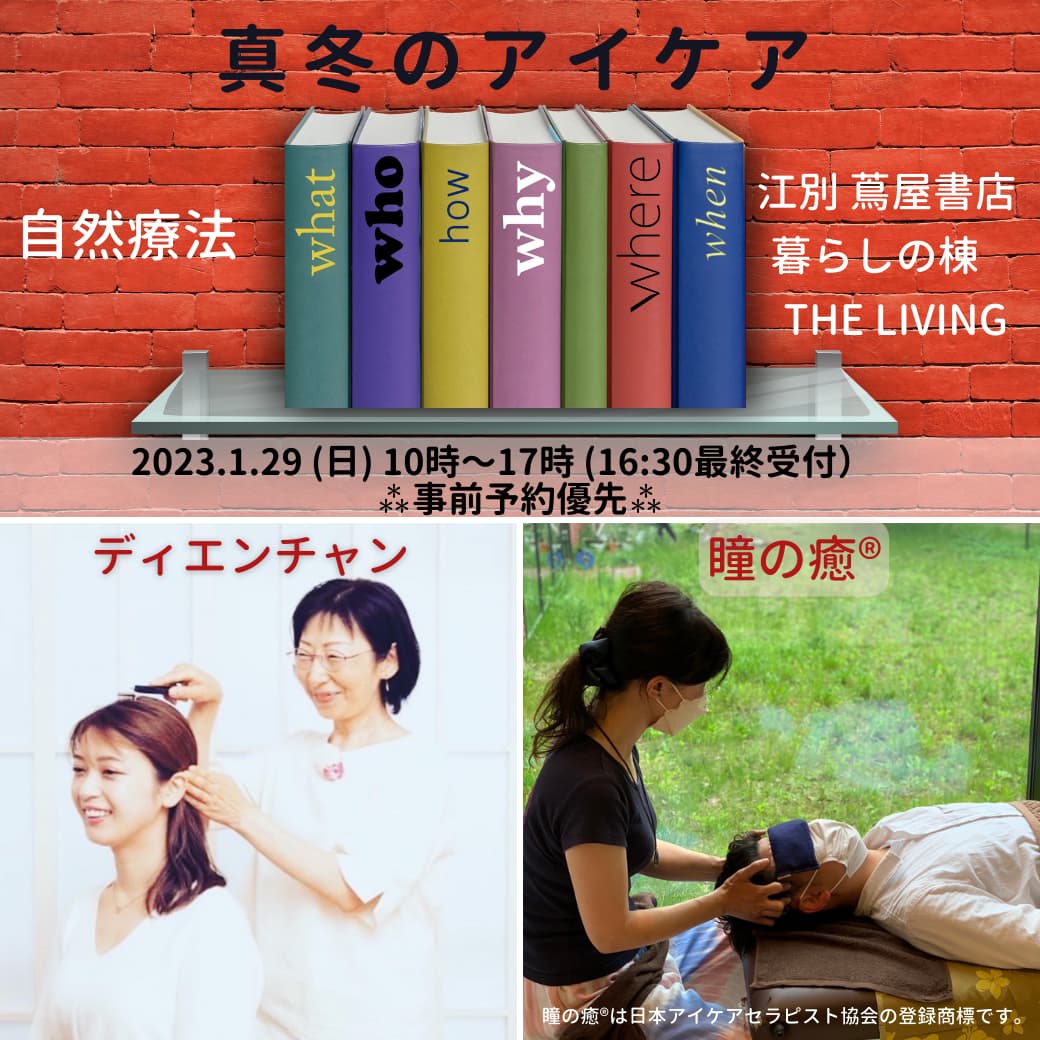 真冬のアイケア
自然療法
what
who
how
why
where
when
江別 蔦屋書店
暮らしの棟
THE LIVING
2023.1.29 (日) 10時～17時 (16:30最終受付）
⁂事前予約優先⁂
ディエンチャン
瞳の癒®
瞳の癒®は日本アイケアセラピスト協会の登録商標です。